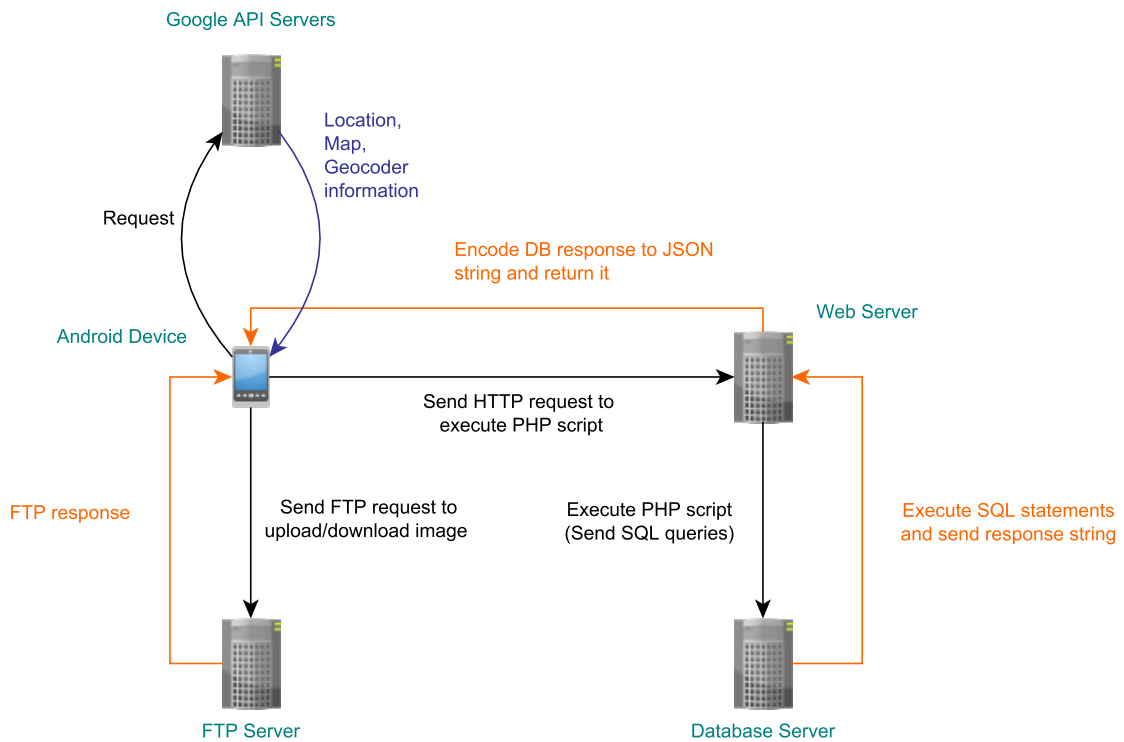 Google API Servers
Location,
Map,
Geocoder
information
Request
Encode DB response to JSON
string and return it
Web Server
Android Device
Send HTTP request to
execute PHP script
FTP response
Send FTP request to
upload/download image
Execute PHP script
(Send SQL queries)
Execute SQL statements
and send response string
FTP Server
Database Server